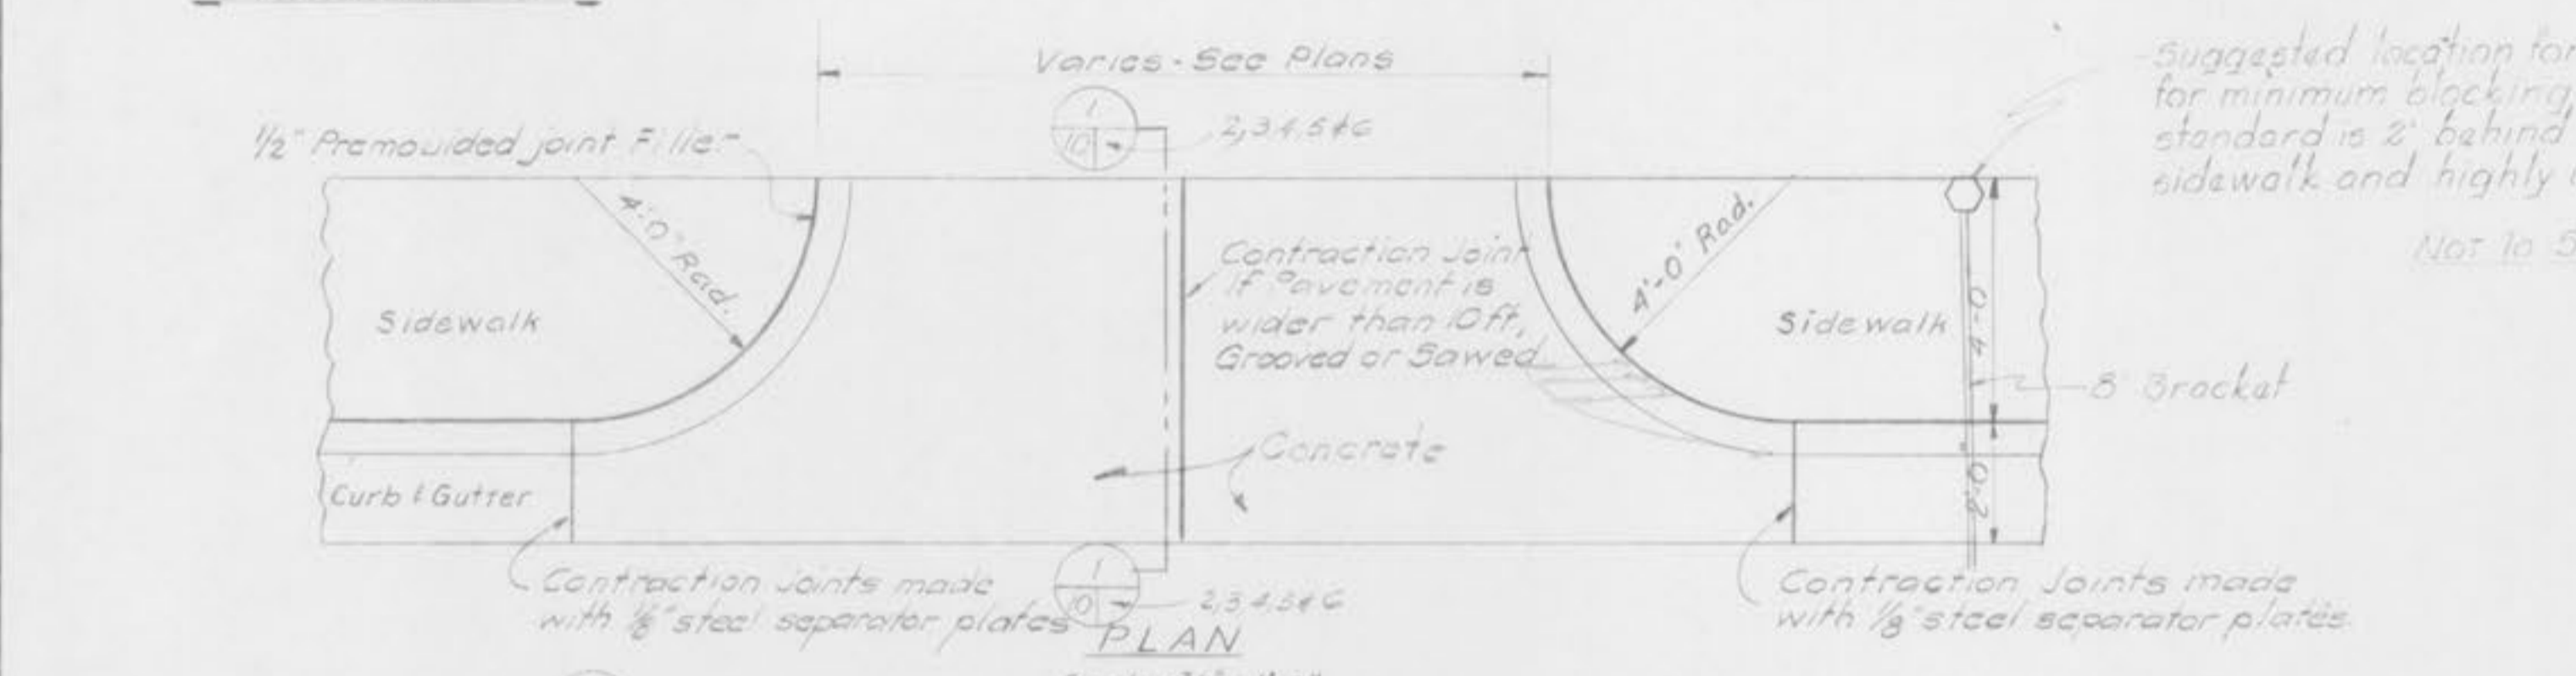 Varies - See Plans
Suggested location for
for minimum blocking,
standard is 2' behind
sidewalk and highly
Not to S
1/2" Premoulded joint Filler
1
10
2,3,4,5 & 6
4'-0" Rad.
4'-0" Rad.
Contraction Joint
if Pavement is
wider than 10ft,
Grooved or Sawed
Sidewalk
Sidewalk
4'-0
8' Bracket
Concrete
Curb & Gutter
2'-0
Contraction Joints made
with 1/8" steel separator plates
1
10
2,3,4,5 & 6
Contraction Joints made
with 1/8" steel separator plates.
PLAN